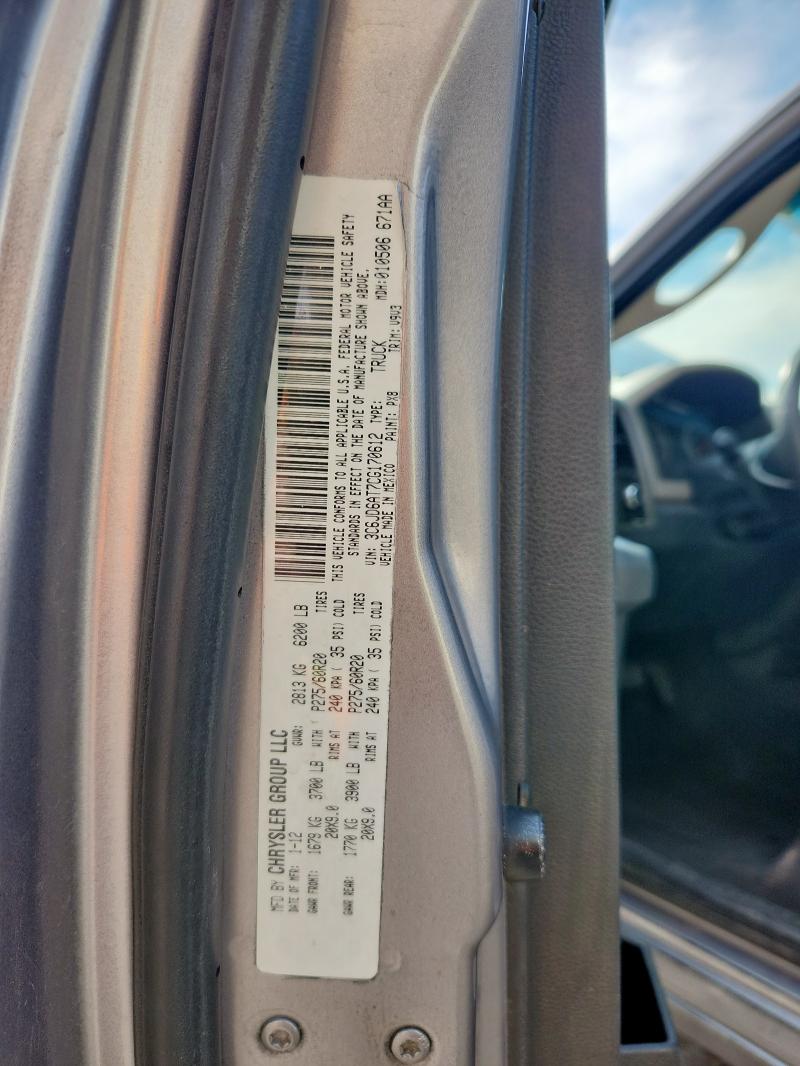 MFD BY CHRYSLER GROUP LLC
DATE OF MFR: 1-12 GVWR: 2813 KG 6200 LB
GAWR FRONT: 1679 KG 3700 LB WITH P275/60R20 TIRES
20X9.0 RIMS AT 240 KPA ( 35 PSI) COLD
GAWR REAR: 1770 KG 3900 LB WITH P275/60R20 TIRES
20X9.0 RIMS AT 240 KPA ( 35 PSI) COLD
THIS VEHICLE CONFORMS TO ALL APPLICABLE U.S.A. FEDERAL MOTOR VEHICLE SAFETY
STANDARDS IN EFFECT ON THE DATE OF MANUFACTURE SHOWN ABOVE.
VIN: 3C6JD6AT7CG170612 TYPE: TRUCK MDH: 010506 671AA
VEHICLE MADE IN MEXICO PAINT: PX8 TRIM: V9V3